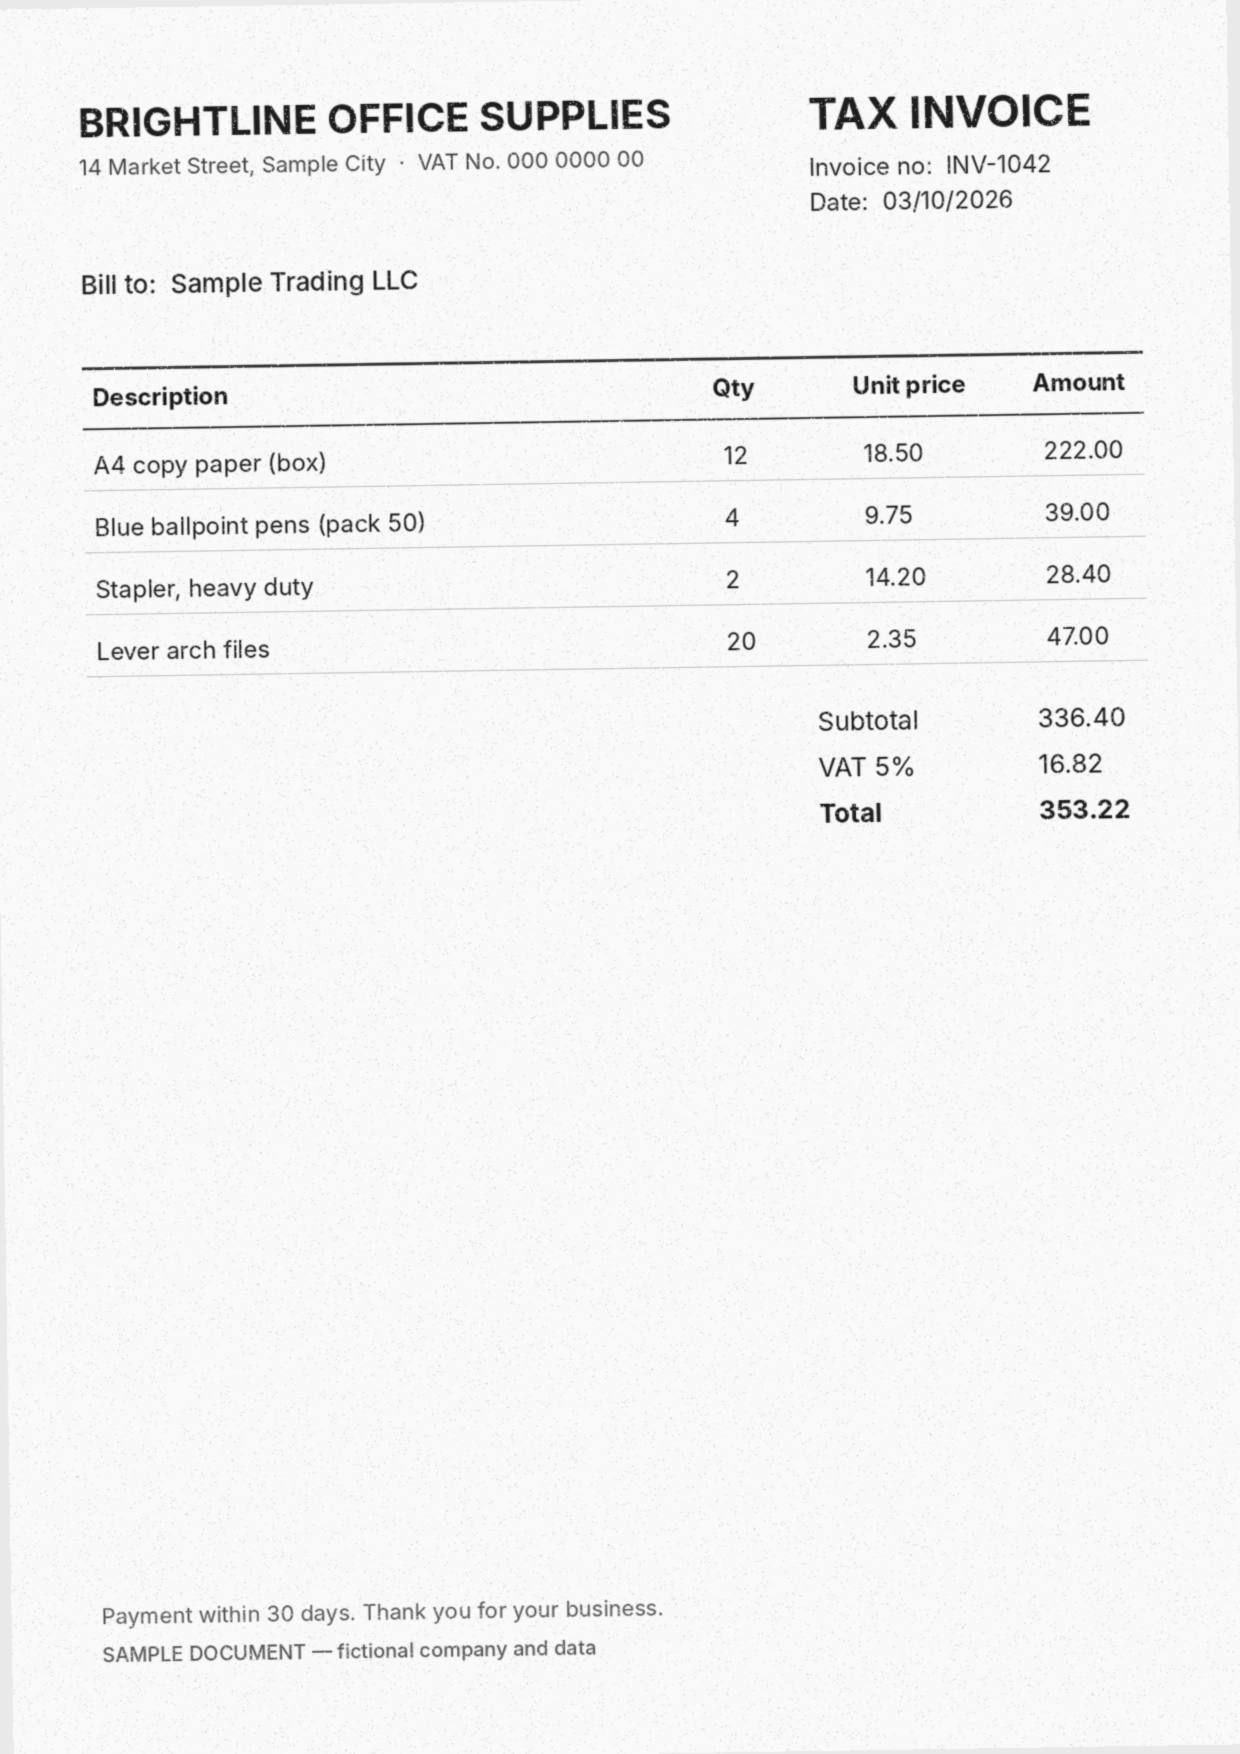 BRIGHTLINE OFFICE SUPPLIES
14 Market Street, Sample City · VAT No. 000 0000 00
TAX INVOICE
Invoice no: INV-1042
Date: 03/10/2026
Bill to: Sample Trading LLC
Description Qty Unit price Amount
A4 copy paper (box) 12 18.50 222.00
Blue ballpoint pens (pack 50) 4 9.75 39.00
Stapler, heavy duty 2 14.20 28.40
Lever arch files 20 2.35 47.00
Subtotal 336.40
VAT 5% 16.82
Total 353.22
Payment within 30 days. Thank you for your business.
SAMPLE DOCUMENT — fictional company and data